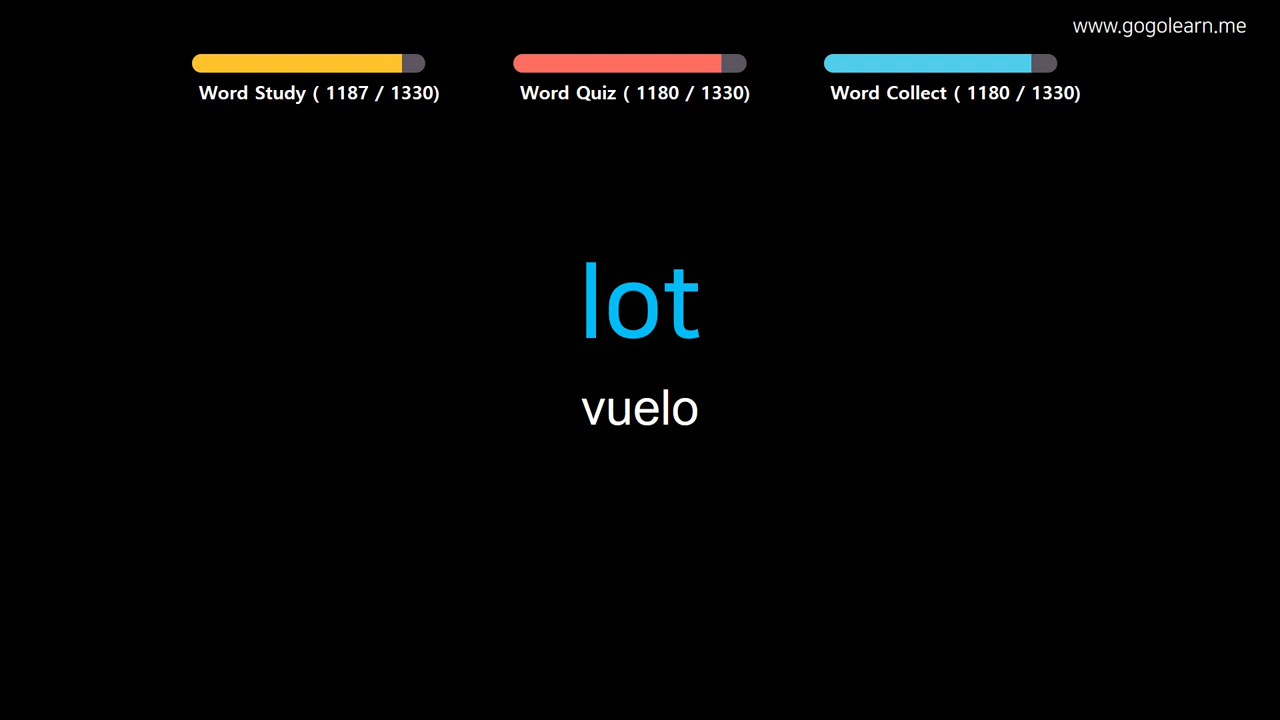 www.gogolearn.me
Word Study ( 1187 / 1330)
Word Quiz ( 1180 / 1330)
Word Collect ( 1180 / 1330)
lot
vuelo